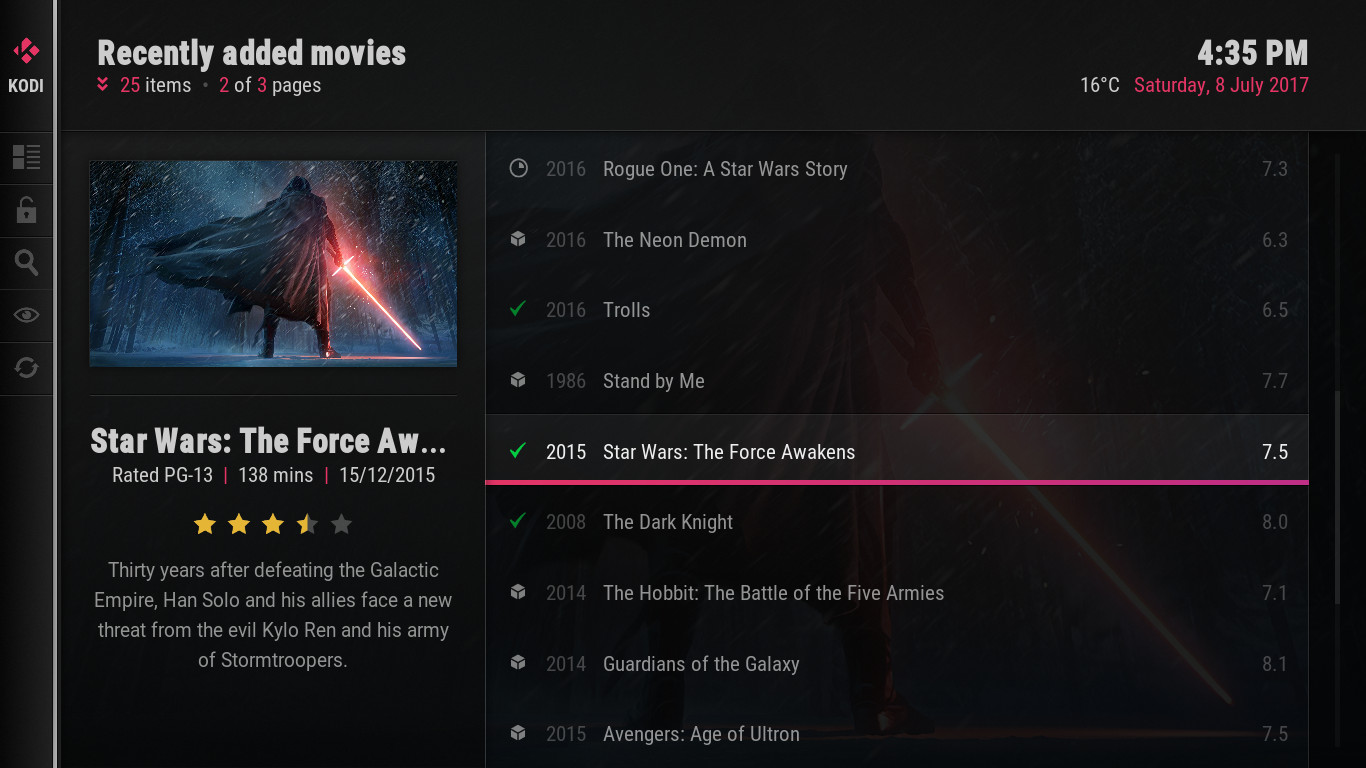 KODI
Recently added movies
25 items • 2 of 3 pages
4:35 PM
16°C Saturday, 8 July 2017
Star Wars: The Force Aw...
Rated PG-13 | 138 mins | 15/12/2015
Thirty years after defeating the Galactic
Empire, Han Solo and his allies face a new
threat from the evil Kylo Ren and his army
of Stormtroopers.
2016 Rogue One: A Star Wars Story 7.3
2016 The Neon Demon 6.3
2016 Trolls 6.5
1986 Stand by Me 7.7
2015 Star Wars: The Force Awakens 7.5
2008 The Dark Knight 8.0
2014 The Hobbit: The Battle of the Five Armies 7.1
2014 Guardians of the Galaxy 8.1
2015 Avengers: Age of Ultron 7.5